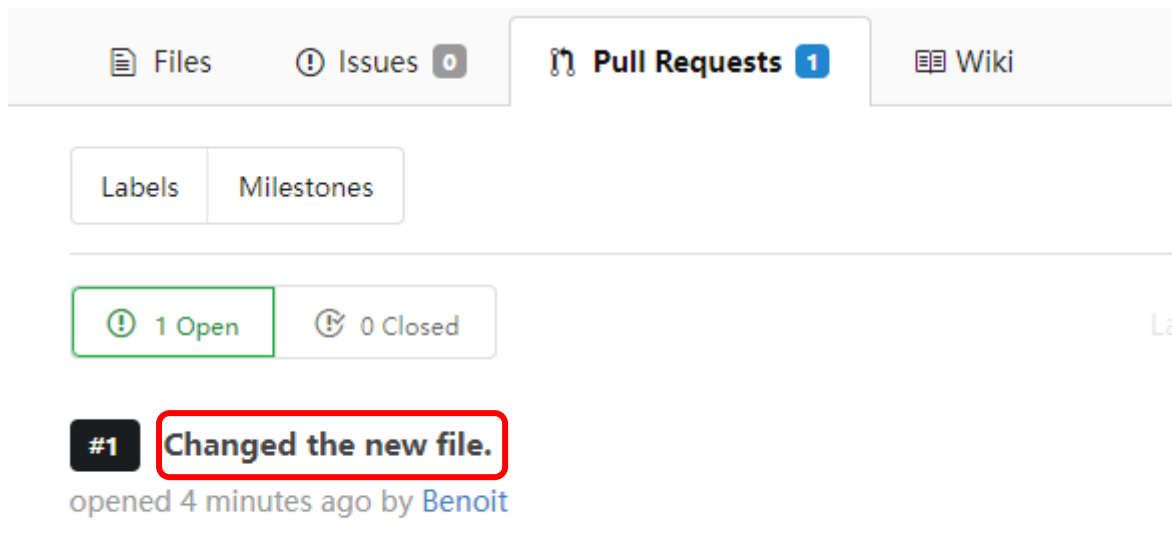 Files Issues 0 Pull Requests 1 Wiki
Labels Milestones
1 Open 0 Closed
#1 Changed the new file.
opened 4 minutes ago by Benoit